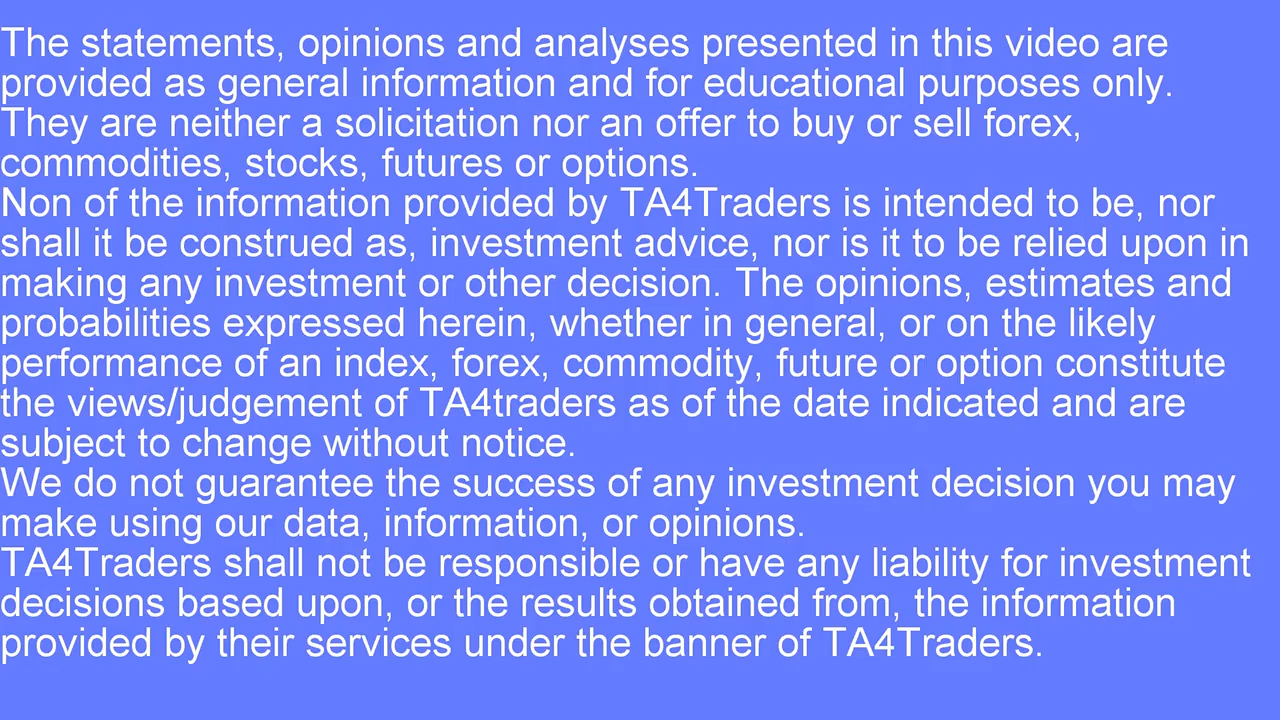 The statements, opinions and analyses presented in this video are
provided as general information and for educational purposes only.
They are neither a solicitation nor an offer to buy or sell forex,
commodities, stocks, futures or options.
Non of the information provided by TA4Traders is intended to be, nor
shall it be construed as, investment advice, nor is it to be relied upon in
making any investment or other decision. The opinions, estimates and
probabilities expressed herein, whether in general, or on the likely
performance of an index, forex, commodity, future or option constitute
the views/judgement of TA4traders as of the date indicated and are
subject to change without notice.
We do not guarantee the success of any investment decision you may
make using our data, information, or opinions.
TA4Traders shall not be responsible or have any liability for investment
decisions based upon, or the results obtained from, the information
provided by their services under the banner of TA4Traders.